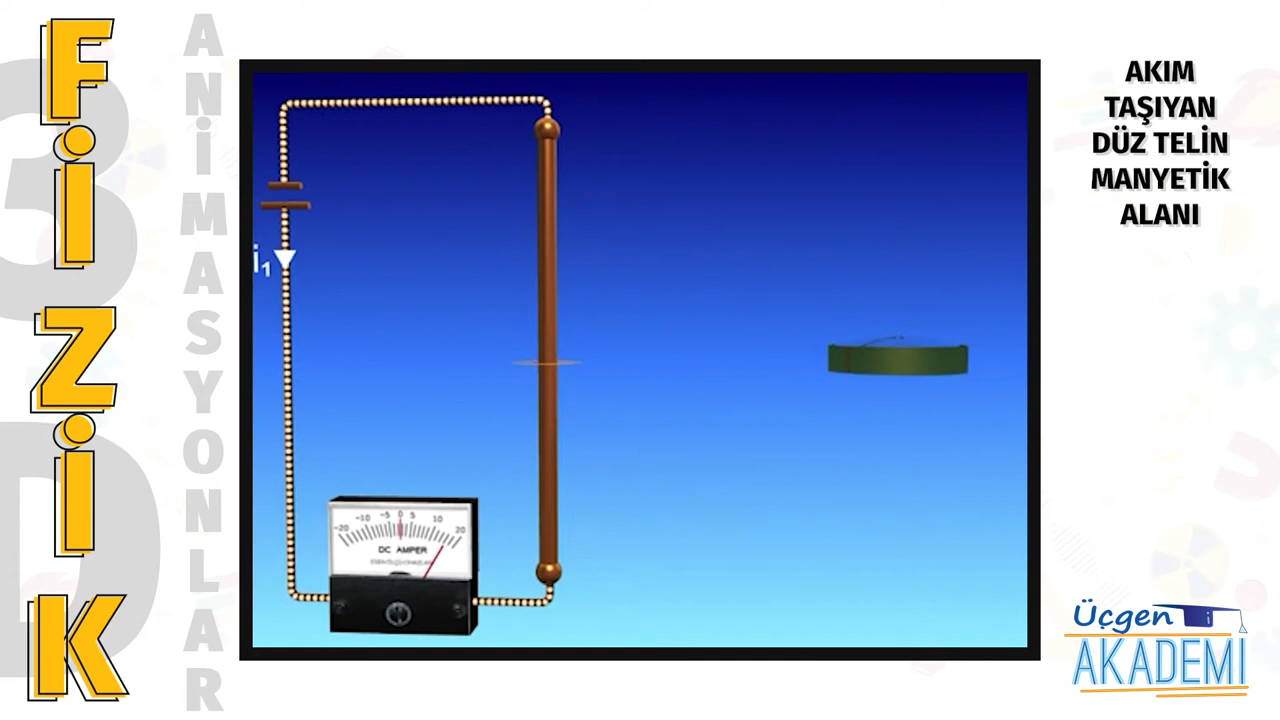 FİZİK
3D
ANİMASYONLAR
AKIM
TAŞIYAN
DÜZ TELİN
MANYETİK
ALANI
i₁
-20 -10 -5 0 5 10 20
DC AMPER
Üçgen
AKADEMİ